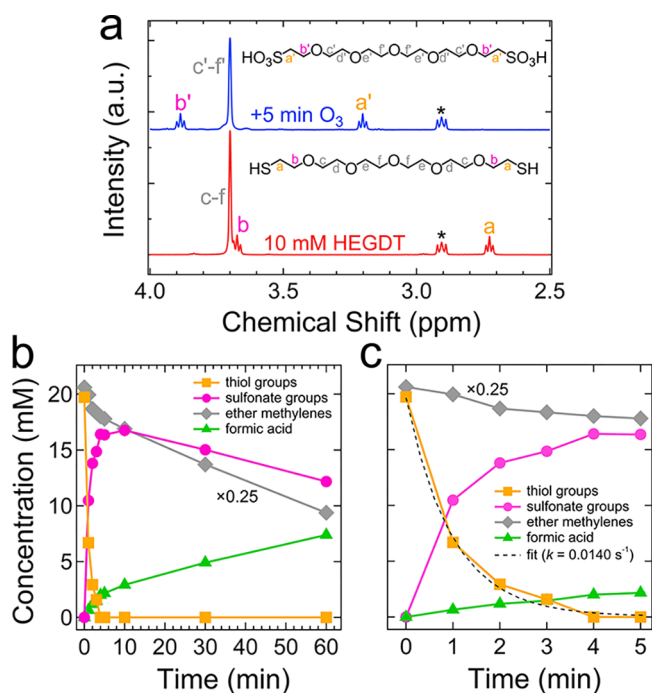 a
HO₃S a' b' O c' d' O e' f' O f' e' O d' c' O b' a' SO₃H
c'-f'
b'
+5 min O₃
a'
*
HS a b O c d O e f O f e O d c O b a SH
c-f
b
10 mM HEGDT
*
a
Intensity (a.u.)
4.0 3.5 3.0 2.5
Chemical Shift (ppm)
b
20
15
10
5
0
Concentration (mM)
thiol groups
sulfonate groups
ether methylenes
formic acid
×0.25
0 10 20 30 40 50 60
Time (min)
c
×0.25
thiol groups
sulfonate groups
ether methylenes
formic acid
fit (k = 0.0140 s⁻¹)
0 1 2 3 4 5
Time (min)